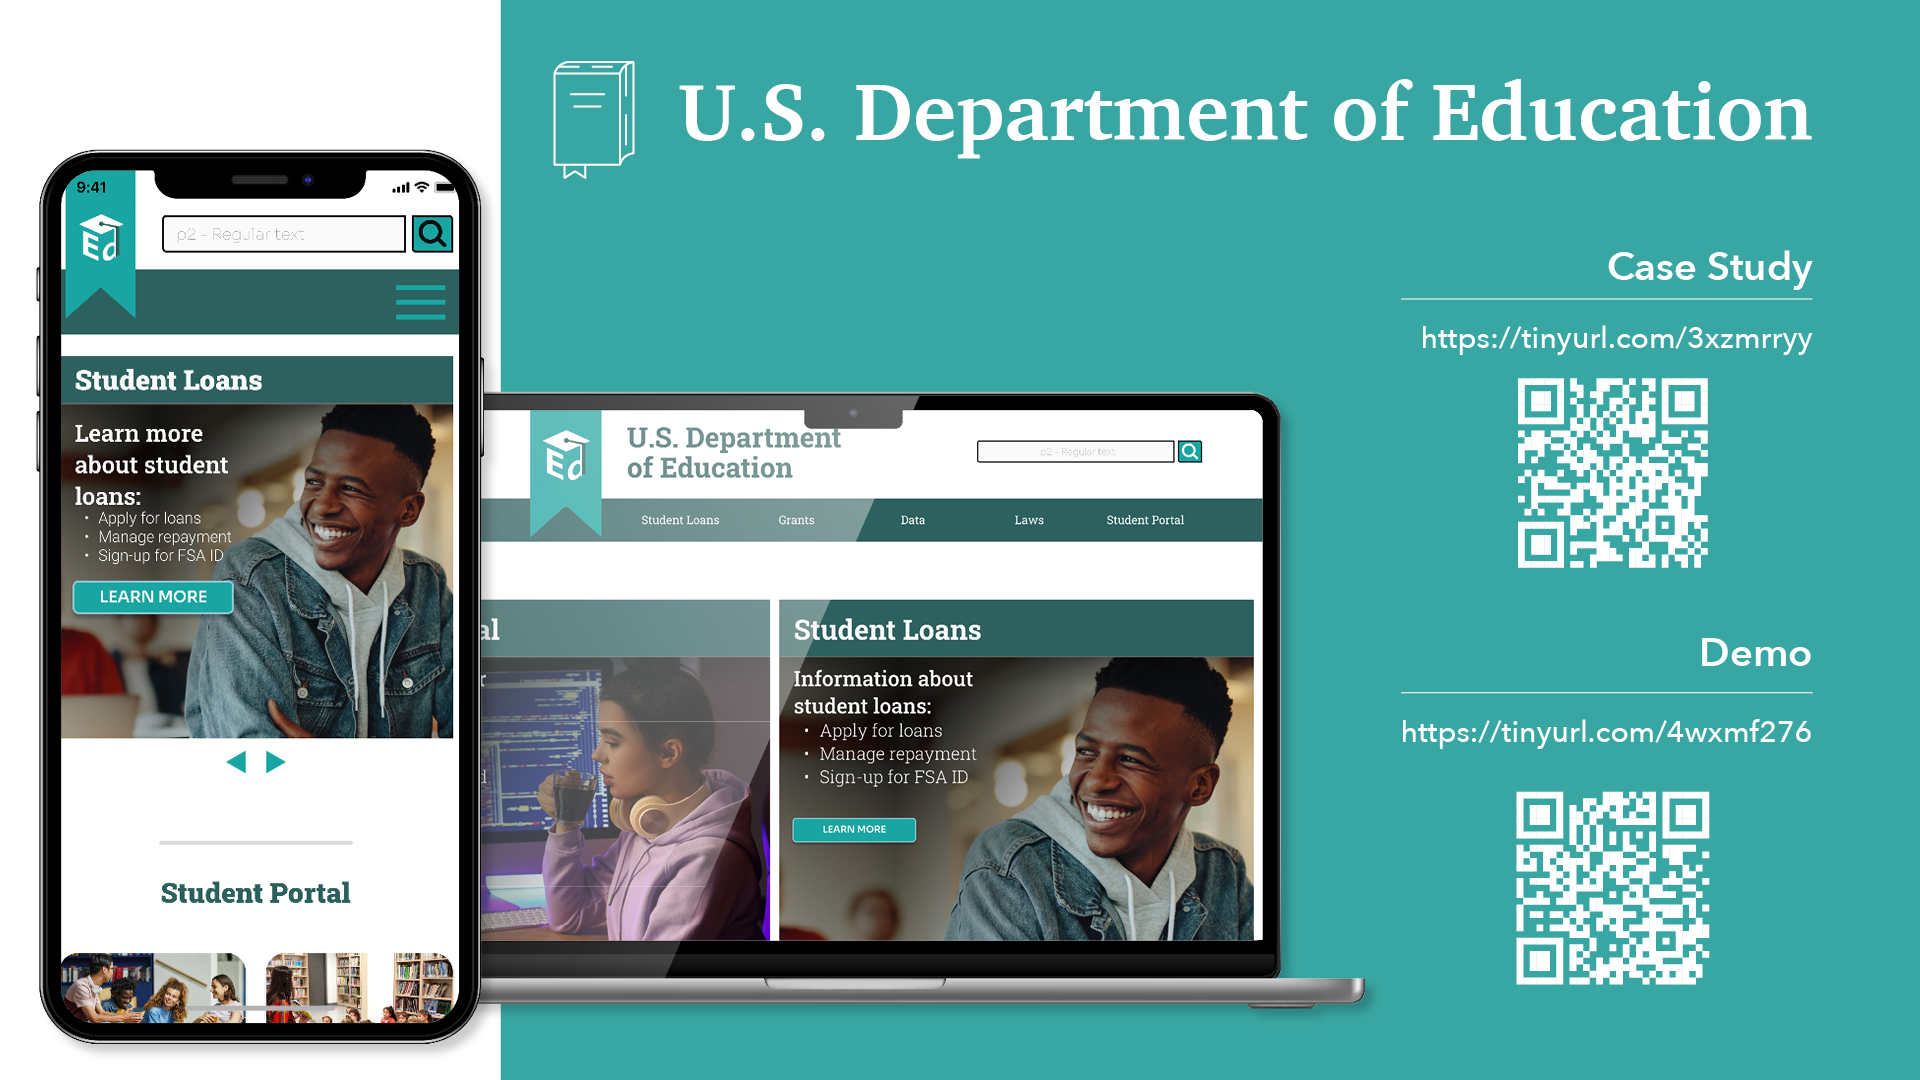 U.S. Department of Education
Case Study
https://tinyurl.com/3xzmrryy
Demo
https://tinyurl.com/4wxmf276
9:41
Ed
p2 - Regular text
Student Loans
Learn more
about student
loans:
• Apply for loans
• Manage repayment
• Sign-up for FSA ID
LEARN MORE
Student Portal
Ed
U.S. Department
of Education
p2 - Regular text
Student Loans Grants Data Laws Student Portal
al
r
d
Student Loans
Information about
student loans:
• Apply for loans
• Manage repayment
• Sign-up for FSA ID
LEARN MORE